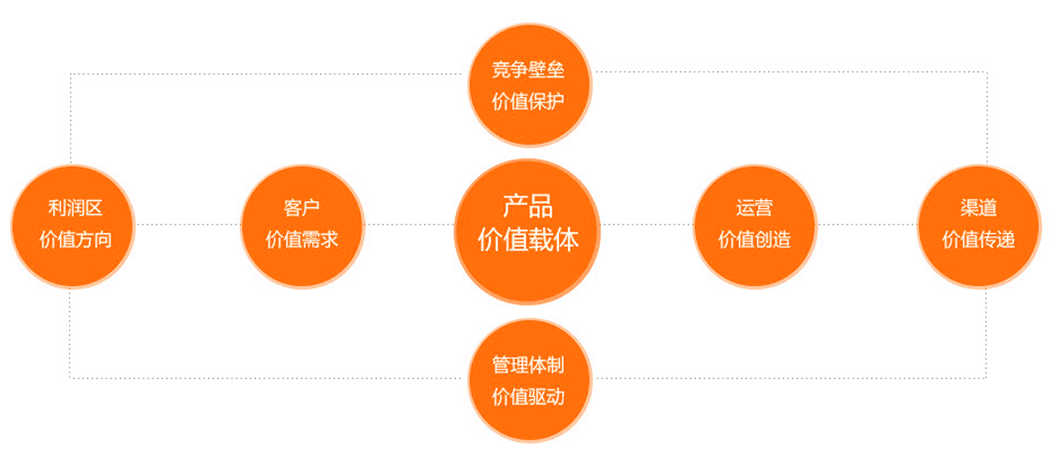 竞争壁垒
价值保护
利润区
价值方向
客户
价值需求
产品
价值载体
运营
价值创造
渠道
价值传递
管理体制
价值驱动